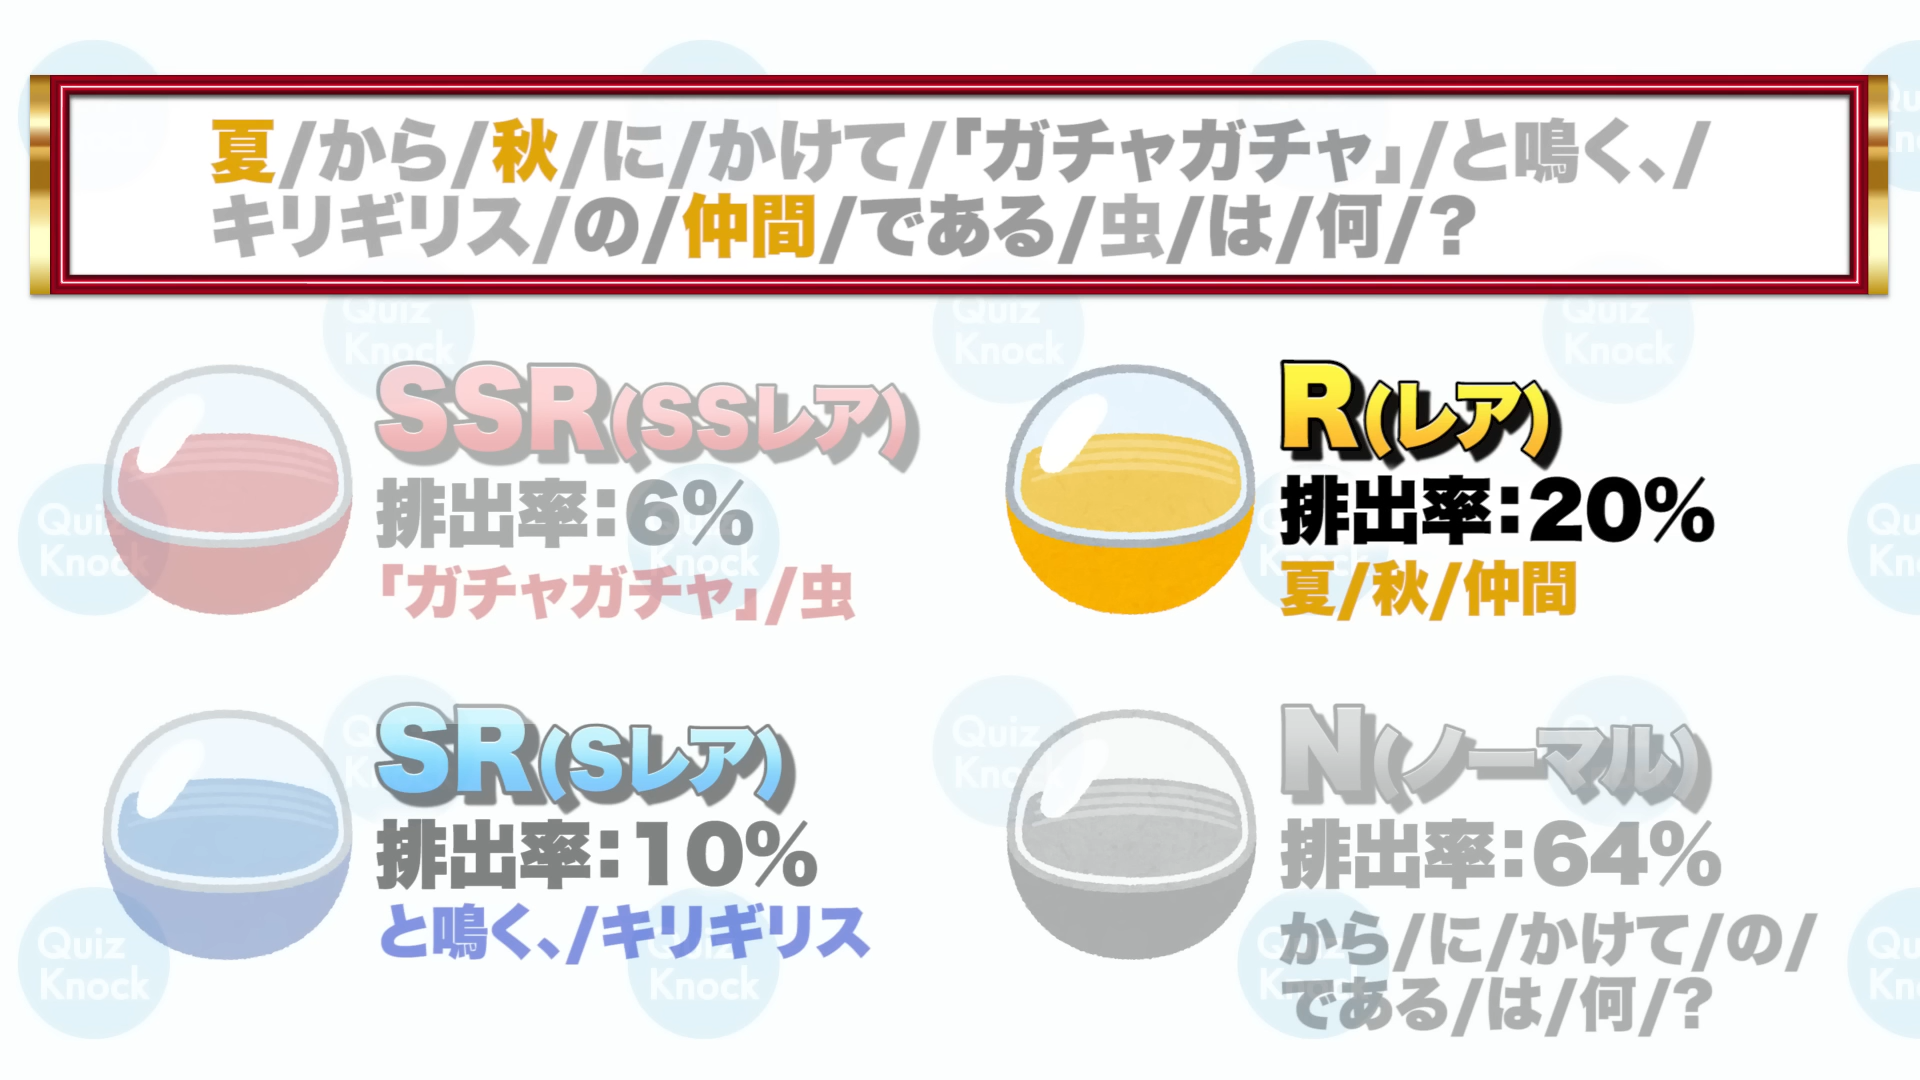 夏/から/秋/に/かけて/「ガチャガチャ」/と鳴く、/
キリギリス/の/仲間/である/虫/は/何/?
SSR(SSレア)
排出率:6%
「ガチャガチャ」/虫
R(レア)
排出率:20%
夏/秋/仲間
SR(Sレア)
排出率:10%
と鳴く、/キリギリス
N(ノーマル)
排出率:64%
から/に/かけて/の/
である/は/何/?
Quiz
Knock